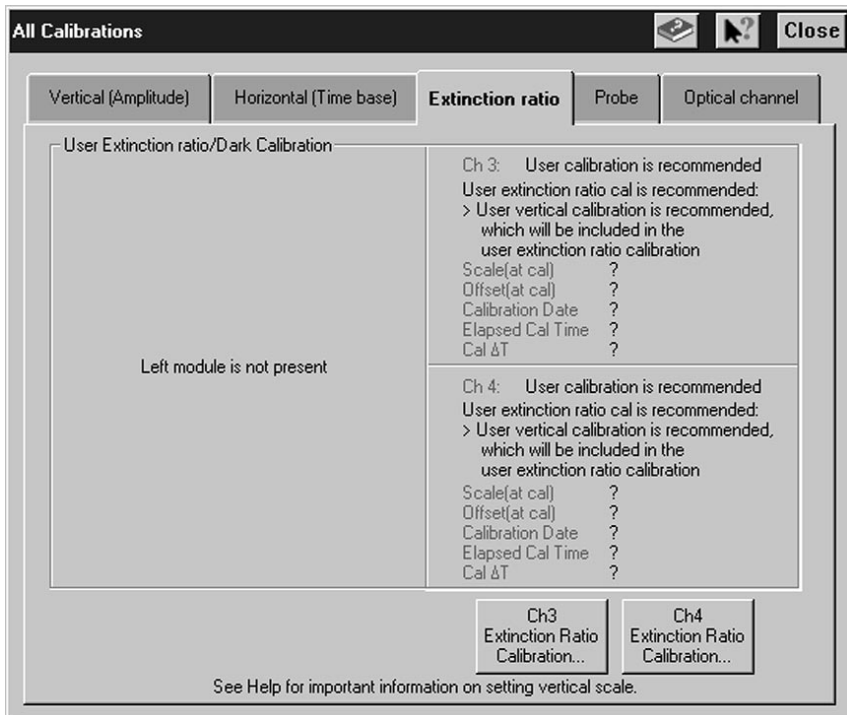 All Calibrations
?
?
Close
Vertical (Amplitude)
Horizontal (Time base)
Extinction ratio
Probe
Optical channel
User Extinction ratio/Dark Calibration
Left module is not present
Ch 3: User calibration is recommended
User extinction ratio cal is recommended:
> User vertical calibration is recommended,
which will be included in the
user extinction ratio calibration
Scale(at cal) ?
Offset(at cal) ?
Calibration Date ?
Elapsed Cal Time ?
Cal ΔT ?
Ch 4: User calibration is recommended
User extinction ratio cal is recommended:
> User vertical calibration is recommended,
which will be included in the
user extinction ratio calibration
Scale(at cal) ?
Offset(at cal) ?
Calibration Date ?
Elapsed Cal Time ?
Cal ΔT ?
Ch3
Extinction Ratio
Calibration...
Ch4
Extinction Ratio
Calibration...
See Help for important information on setting vertical scale.